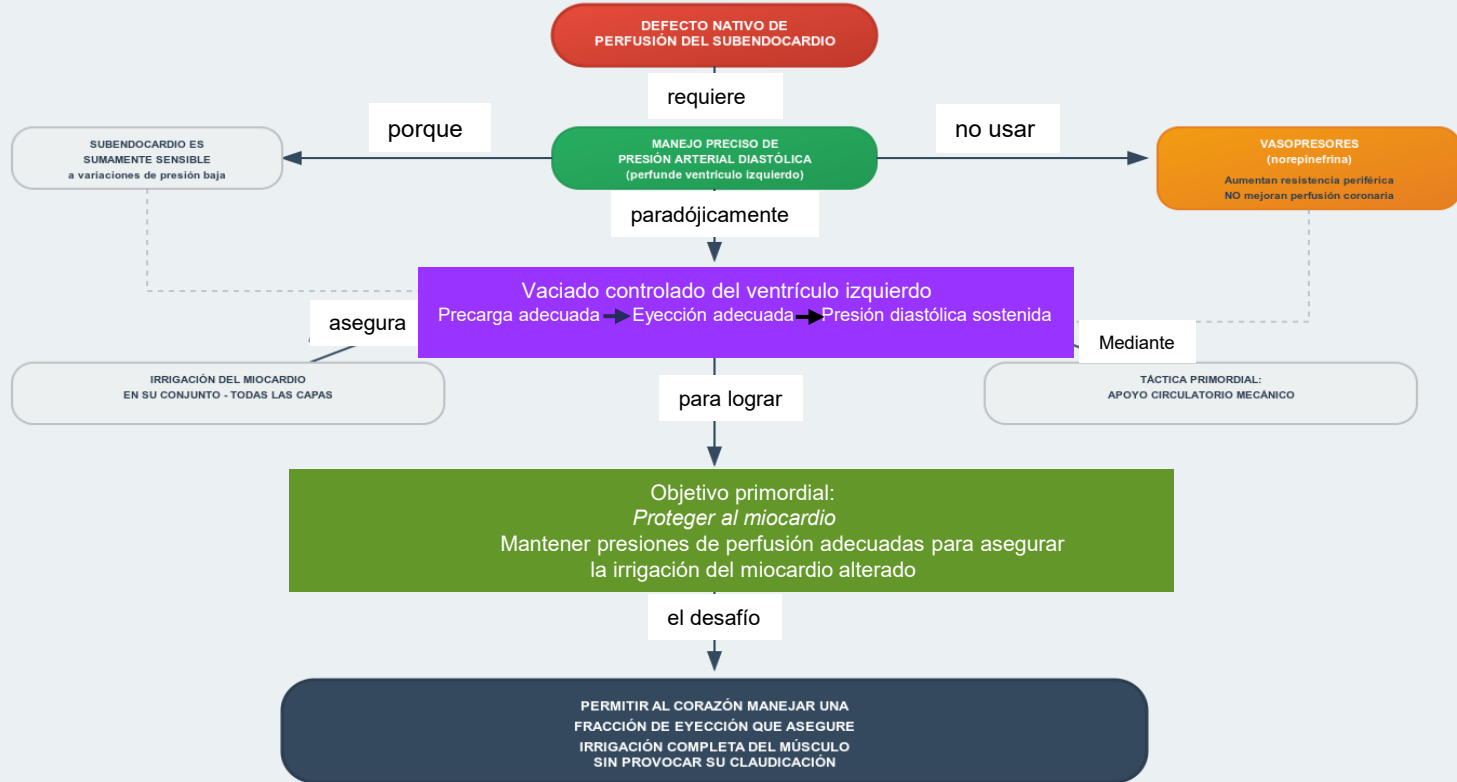 DEFECTO NATIVO DE
PERFUSIÓN DEL SUBENDOCARDIO
requiere
porque
no usar
SUBENDOCARDIO ES
SUMAMENTE SENSIBLE
a variaciones de presión baja
MANEJO PRECISO DE
PRESIÓN ARTERIAL DIASTÓLICA
(perfunde ventrículo izquierdo)
VASOPRESORES
(norepinefrina)
Aumentan resistencia periférica
NO mejoran perfusión coronaria
paradójicamente
Vaciado controlado del ventrículo izquierdo
Precarga adecuada Eyección adecuada Presión diastólica sostenida
asegura
Mediante
IRRIGACIÓN DEL MIOCARDIO
EN SU CONJUNTO - TODAS LAS CAPAS
TÁCTICA PRIMORDIAL:
APOYO CIRCULATORIO MECÁNICO
para lograr
Objetivo primordial:
Proteger al miocardio
Mantener presiones de perfusión adecuadas para asegurar
la irrigación del miocardio alterado
el desafío
PERMITIR AL CORAZÓN MANEJAR UNA
FRACCIÓN DE EYECCIÓN QUE ASEGURE
IRRIGACIÓN COMPLETA DEL MÚSCULO
SIN PROVOCAR SU CLAUDICACIÓN